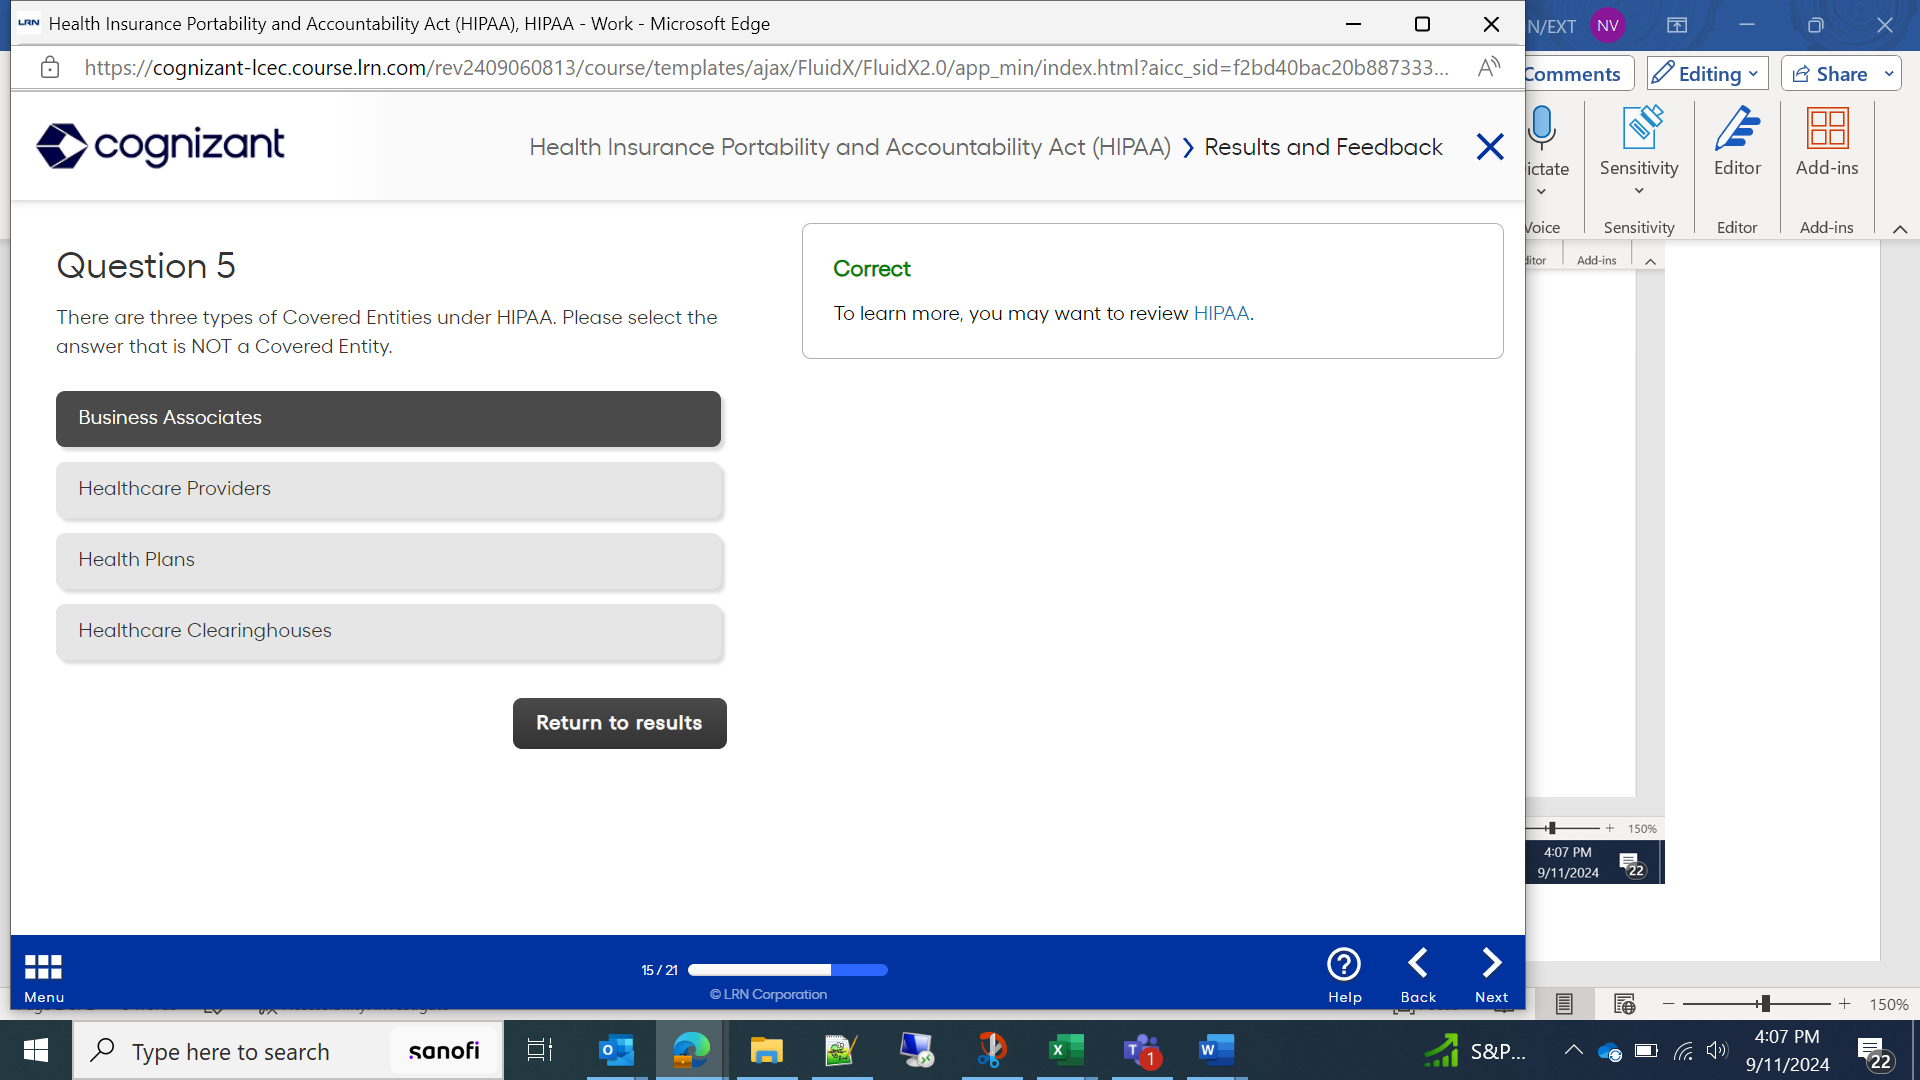 LRN Health Insurance Portability and Accountability Act (HIPAA), HIPAA - Work - Microsoft Edge
N/EXT NV
https://cognizant-lcec.course.lrn.com/rev2409060813/course/templates/ajax/FluidX/FluidX2.0/app_min/index.html?aicc_sid=f2bd40bac20b887333...
Comments Editing Share
cognizant
Health Insurance Portability and Accountability Act (HIPAA) Results and Feedback
ictate Sensitivity Editor Add-ins
Voice Sensitivity Editor Add-ins
ditor Add-ins
Question 5
There are three types of Covered Entities under HIPAA. Please select the
answer that is NOT a Covered Entity.
Business Associates
Healthcare Providers
Health Plans
Healthcare Clearinghouses
Return to results
Correct
To learn more, you may want to review HIPAA.
150%
4:07 PM
9/11/2024 22
Menu
15 / 21
© LRN Corporation
Help Back Next
150%
Type here to search sanofi
1
S&P...
4:07 PM
9/11/2024
22